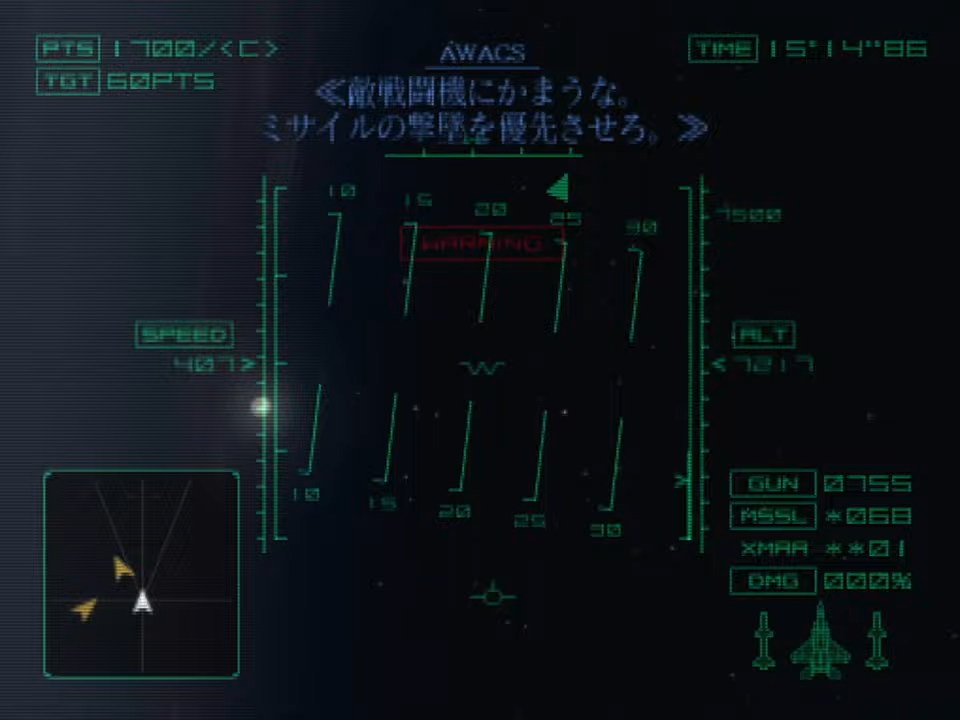 PTS 1700/<C>
TGT 60PTS
AWACS
≪敵戦闘機にかまうな。
ミサイルの撃墜を優先させろ。≫
TIME 15'14"86
10 15 20 25 30
WARNING
7500
SPEED
407>
ALT
<7217
10 15 20 25 30
GUN 0755
MSSL *068
XMAA **01
DMG 000%